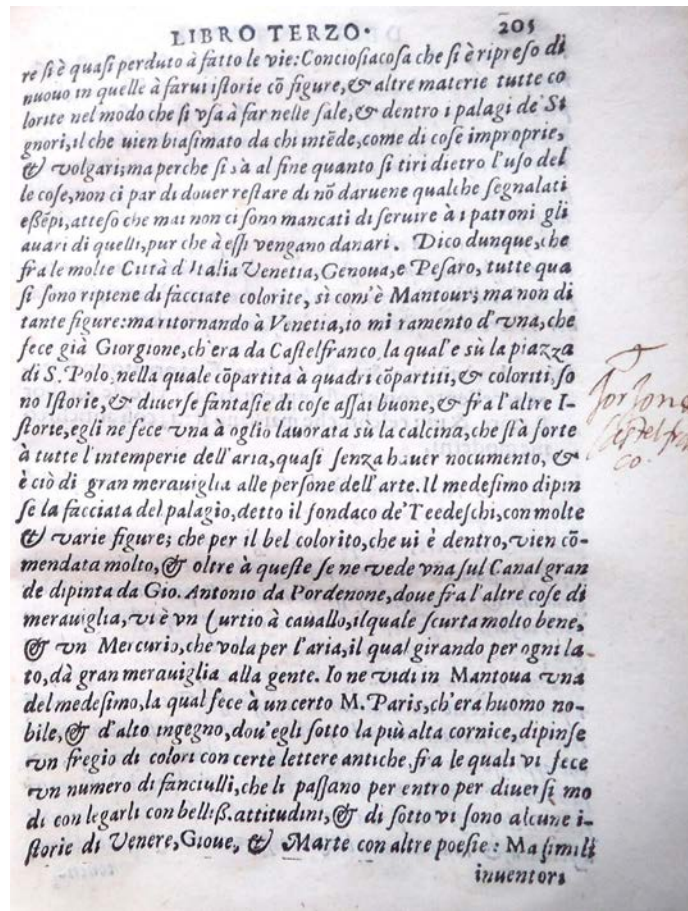 LIBRO TERZO. 205
re si è quasi perduto à fatto le vie: Conciosiacosa che si è ripreso di
nuouo in quelle à farui istorie cō figure, & altre materie tutte co
lorite nel modo che si vsa à far nelle sale, & dentro i palagi de' Si
gnori, il che uien biasimato da chi intēde, come di cose improprie,
& volgari; ma perche si sà al fine quanto si tiri dietro l'uso del
le cose, non ci par di douer restare di nō daruene qualche segnalati
essēpi, atteso che mai non ci sono mancati di seruire à i patroni gli
auari di quelli, pur che à essi vengano danari. Dico dunque, che
fra le molte Città d'Italia Venetia, Genoua, e Pesaro, tutte qua
si sono ripiene di facciate colorite, sì com'è Mantour; ma non di
tante figure: ma ritornando à Venetia, io mi ramento d'vna, che
fece già Giorgione, ch'era da Castelfranco la qual'e sù la piazza
di S. Polo, nella quale cōpartita à quadri cōpartiti, & coloriti, so
no Istorie, & diuerse fantasie di cose assai buone, & fra l'altre I-
storie, egli ne fece vna à oglio lauorata sù la calcina, che stà forte
à tutte l'intemperie dell'aria, quasi senza hauer nocumento, &
è ciò di gran merauiglia alle persone dell'arte. Il medesimo dipin
se la facciata del palagio, detto il fondaco de' Teedeschi, con molte
& varie figure; che per il bel colorito, che ui è dentro, vien cō-
mendata molto, & oltre à queste se ne vede vna sul Canal gran
de dipinta da Gio. Antonio da Pordenone, doue fra l'altre cose di
merauiglia, vi è vn Curtio à cauallo, il quale scurta molto bene,
& vn Mercurio, che vola per l'aria, il qual girando per ogni la-
to, dà gran merauiglia alla gente. Io ne vidi in Mantoua vna
del medesimo, la qual fece à un certo M. Paris, ch'era huomo no-
bile, & d'alto ingegno, dou'egli sotto la più alta cornice, dipinse
vn fregio di colori con certe lettere antiche, fra le quali vi fece
vn numero di fanciulli, che li passano per entro per diuersi mo
di con legarli con belliss. attitudini, & di sotto vi sono alcune i-
storie di Venere, Gioue, & Marte con altre poesie: Ma simili
inuentori
Castelfran
co.